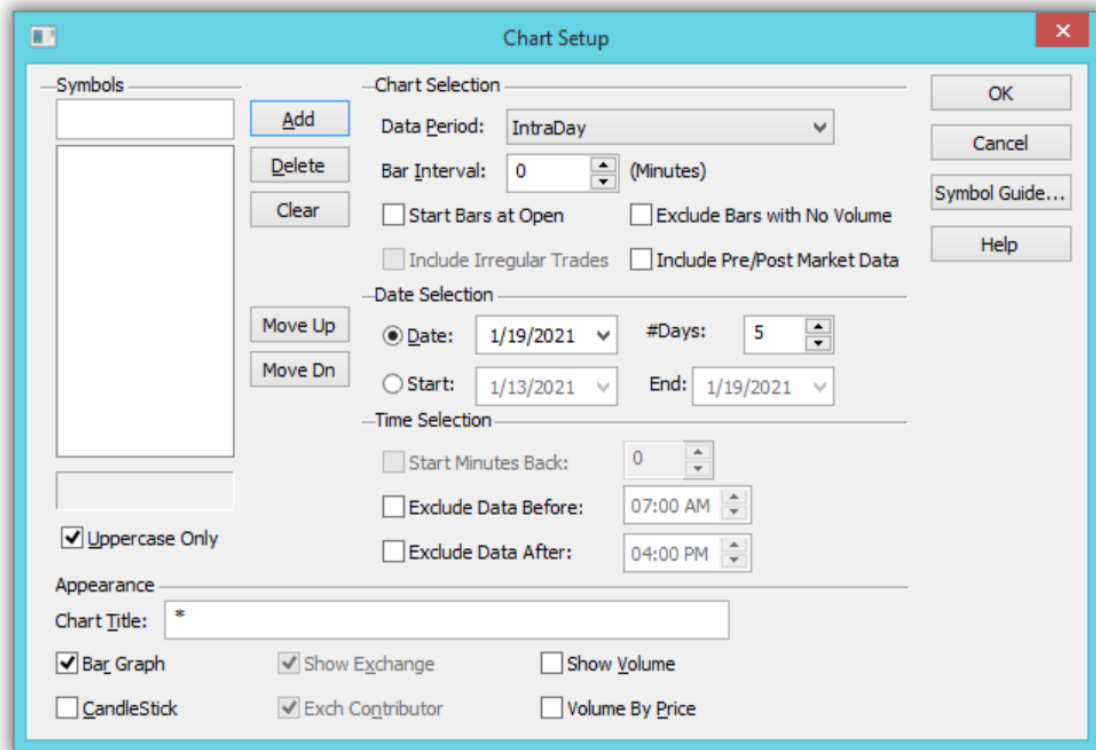 Chart Setup
Symbols
Add
Delete
Clear
Move Up
Move Dn
Uppercase Only
Chart Selection
Data Period: IntraDay
Bar Interval: 0 (Minutes)
Start Bars at Open Exclude Bars with No Volume
Include Irregular Trades Include Pre/Post Market Data
Date Selection
Date: 1/19/2021 #Days: 5
Start: 1/13/2021 End: 1/19/2021
Time Selection
Start Minutes Back: 0
Exclude Data Before: 07:00 AM
Exclude Data After: 04:00 PM
OK
Cancel
Symbol Guide...
Help
Appearance
Chart Title: *
Bar Graph Show Exchange Show Volume
CandleStick Exch Contributor Volume By Price